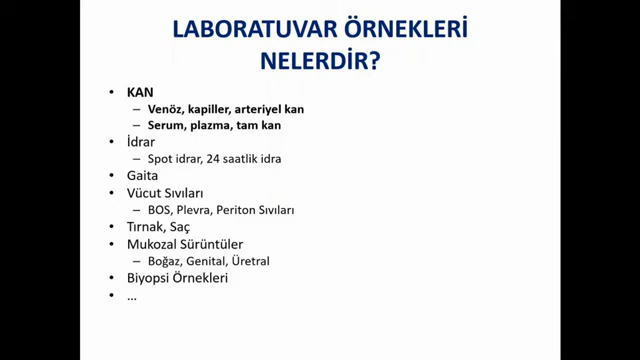 LABORATUVAR ÖRNEKLERİ
NELERDİR?
• KAN
– Venöz, kapiller, arteriyel kan
– Serum, plazma, tam kan
• İdrar
– Spot idrar, 24 saatlik idra
• Gaita
• Vücut Sıvıları
– BOS, Plevra, Periton Sıvıları
• Tırnak, Saç
• Mukozal Sürüntüler
– Boğaz, Genital, Üretral
• Biyopsi Örnekleri
• ...